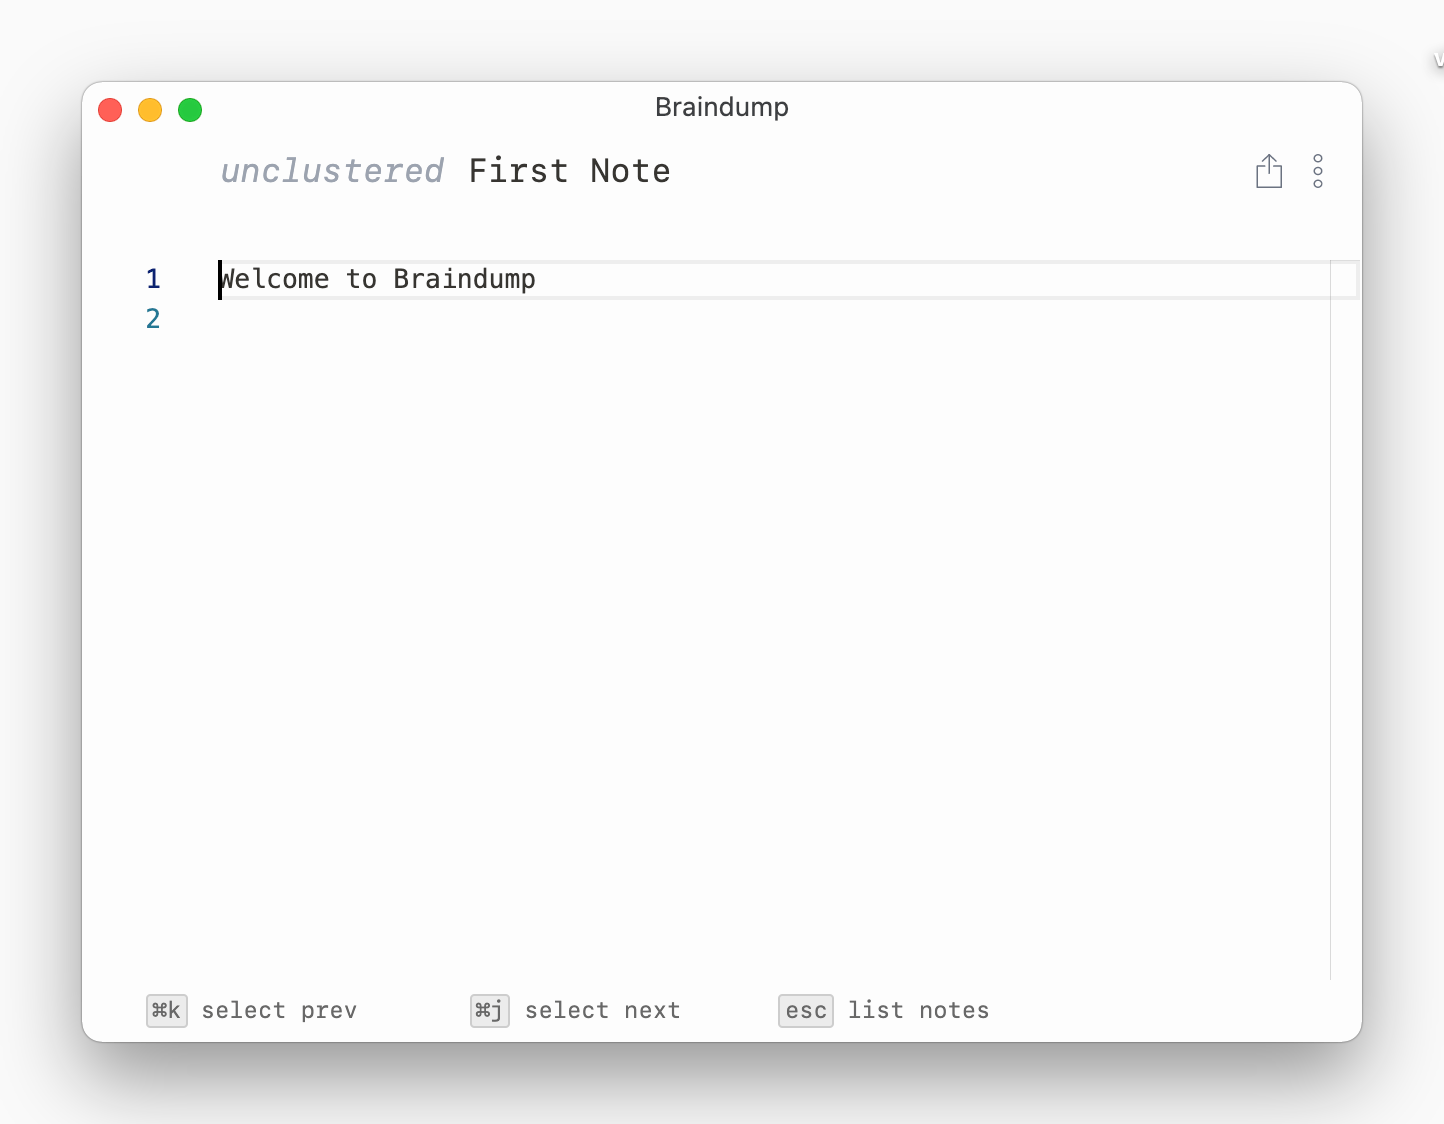 Braindump
unclustered First Note
1 Welcome to Braindump
2
⌘k select prev ⌘j select next esc list notes